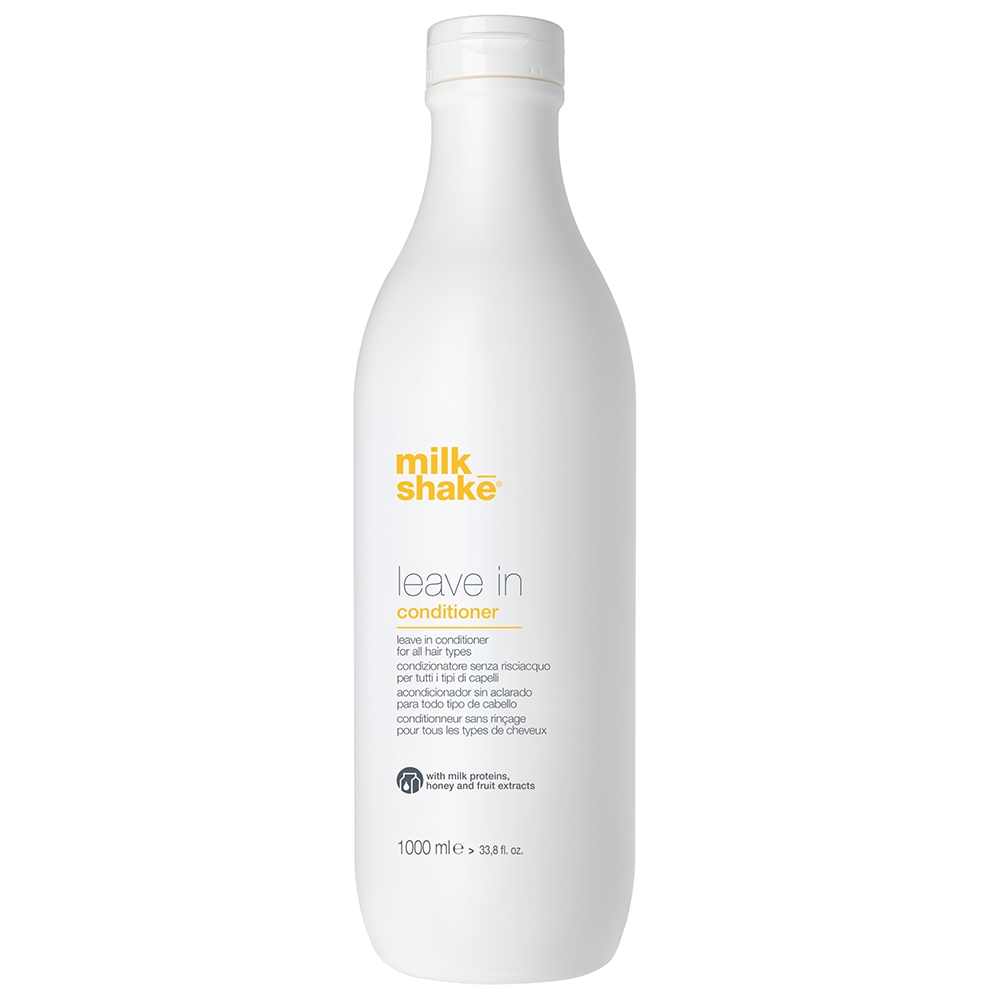 milk
shake®
leave in
conditioner
leave in conditioner
for all hair types
condizionatore senza risciacquo
per tutti i tipi di capelli
acondicionador sin aclarado
para todo tipo de cabello
conditionneur sans rinçage
pour tous les types de cheveux
with milk proteins,
honey and fruit extracts
1000 ml℮ > 33,8 fl. oz.